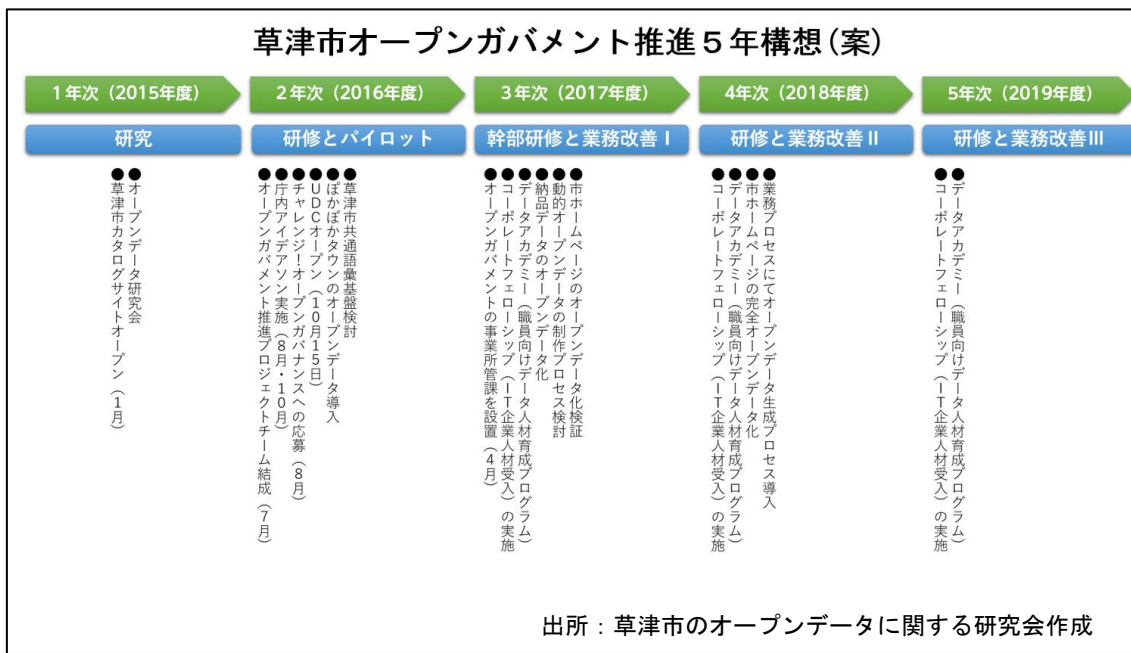 草津市オープンガバメント推進5年構想(案)
1年次（2015年度）
研究
●オープンデータ研究会
●草津市カタログサイトオープン（1月）
2年次（2016年度）
研修とパイロット
●草津市共通語彙基盤検討
●ぽかぽかタウンのオープンデータ導入
●UDCオープン（10月15日）
●チャレンジ！オープンガバナンスへの応募（8月）
●庁内アイデアソン実施（8月・10月）
●オープンガバメント推進プロジェクトチーム結成（7月）
3年次（2017年度）
幹部研修と業務改善Ⅰ
●市ホームページのオープンデータ化検証
●動的オープンデータの制作プロセス検討
●納品データのオープンデータ化
●データアカデミー（職員向けデータ人材育成プログラム）
●コーポレートフェローシップ（IT企業人材受入）の実施
●オープンガバメントの事業所管課を設置（4月）
4年次（2018年度）
研修と業務改善Ⅱ
●業務プロセスにてオープンデータ生成プロセス導入
●市ホームページの完全オープンデータ化
●データアカデミー（職員向けデータ人材育成プログラム）
●コーポレートフェローシップ（IT企業人材受入）の実施
5年次（2019年度）
研修と業務改善Ⅲ
●データアカデミー（職員向けデータ人材育成プログラム）
●コーポレートフェローシップ（IT企業人材受入）の実施
出所：草津市のオープンデータに関する研究会作成